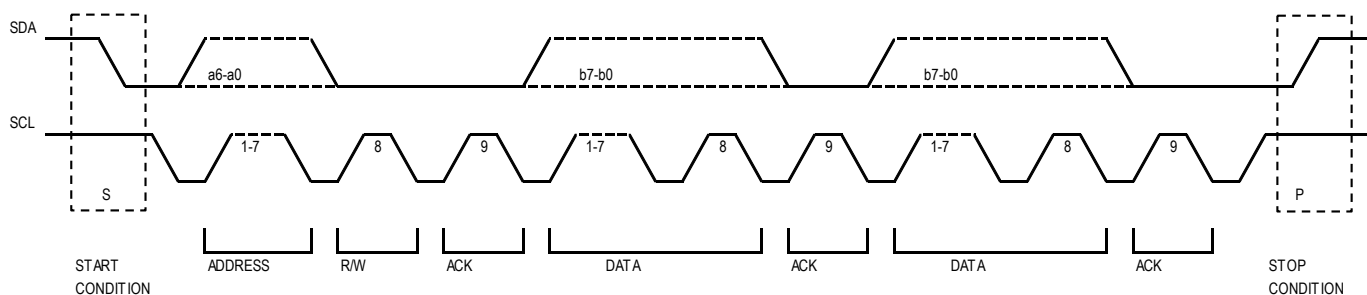 SDA
a6-a0 b7-b0 b7-b0
SCL
1-7 8 9 1-7 8 9 1-7 8 9
S P
START CONDITION ADDRESS R/W ACK DATA ACK DATA ACK STOP CONDITION